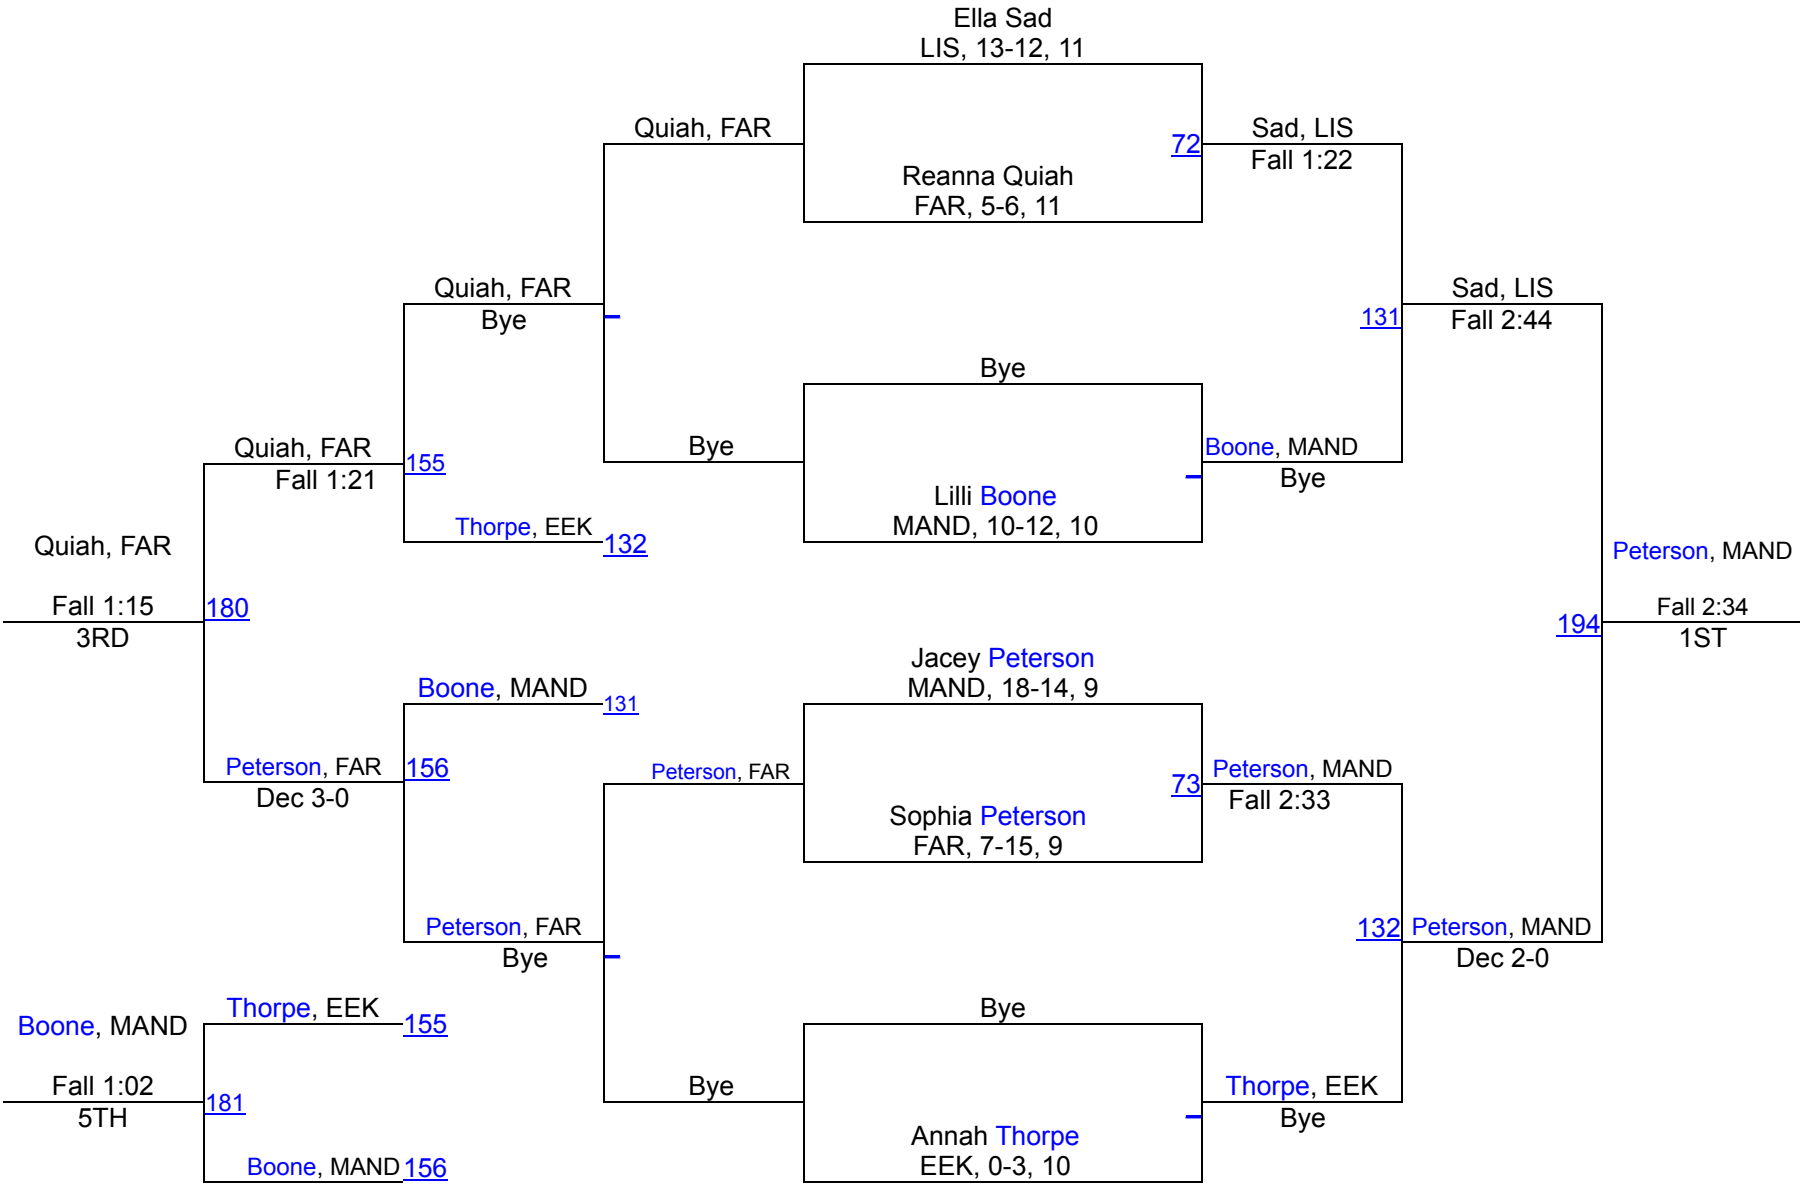 Ella Sad
LIS, 13-12, 11
Quiah, FAR
72
Sad, LIS
Fall 1:22
Reanna Quiah
FAR, 5-6, 11
Quiah, FAR
Bye
Sad, LIS
131
Fall 2:44
Bye
Quiah, FAR
155
Fall 1:21
Bye
Boone, MAND
Bye
Lilli Boone
MAND, 10-12, 10
Thorpe, EEK
132
Quiah, FAR
Fall 1:15
180
3RD
Peterson, MAND
Fall 2:34
194
1ST
Jacey Peterson
MAND, 18-14, 9
Boone, MAND
131
Peterson, FAR
156
Dec 3-0
Peterson, FAR
73
Peterson, MAND
Fall 2:33
Sophia Peterson
FAR, 7-15, 9
Peterson, FAR
Bye
132
Peterson, MAND
Dec 2-0
Bye
Boone, MAND
Thorpe, EEK
155
Fall 1:02
181
5TH
Bye
Thorpe, EEK
Bye
Annah Thorpe
EEK, 0-3, 10
Boone, MAND
156